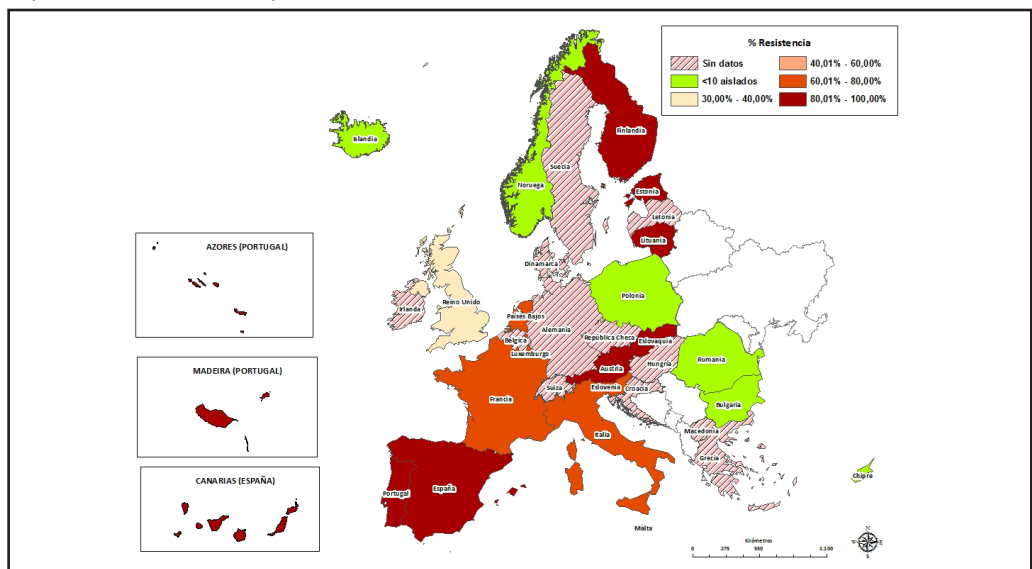 % Resistencia
Sin datos
<10 aislados
30,00% - 40,00%
40,01% - 60,00%
60,01% - 80,00%
80,01% - 100,00%
Islandia
Noruega
Suecia
Finlandia
Estonia
Letonia
Lituania
Dinamarca
Irlanda
Reino Unido
Países Bajos
Polonia
Alemania
Bélgica
Luxemburgo
República Checa
Eslovaquia
Austria
Hungría
Rumania
Suiza
Eslovenia
Croacia
Francia
Italia
Bulgaria
Macedonia
Grecia
Chipre
Portugal
España
Malta
AZORES (PORTUGAL)
MADEIRA (PORTUGAL)
CANARIAS (ESPAÑA)
Kilómetros
0 275 550 1.100
N
W E
S